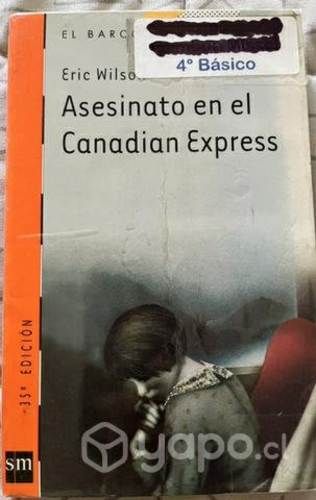 EL BARCO
4° Básico
Eric Wilson
Asesinato en el
Canadian Express
35ª EDICIÓN
sm
yapo.cl